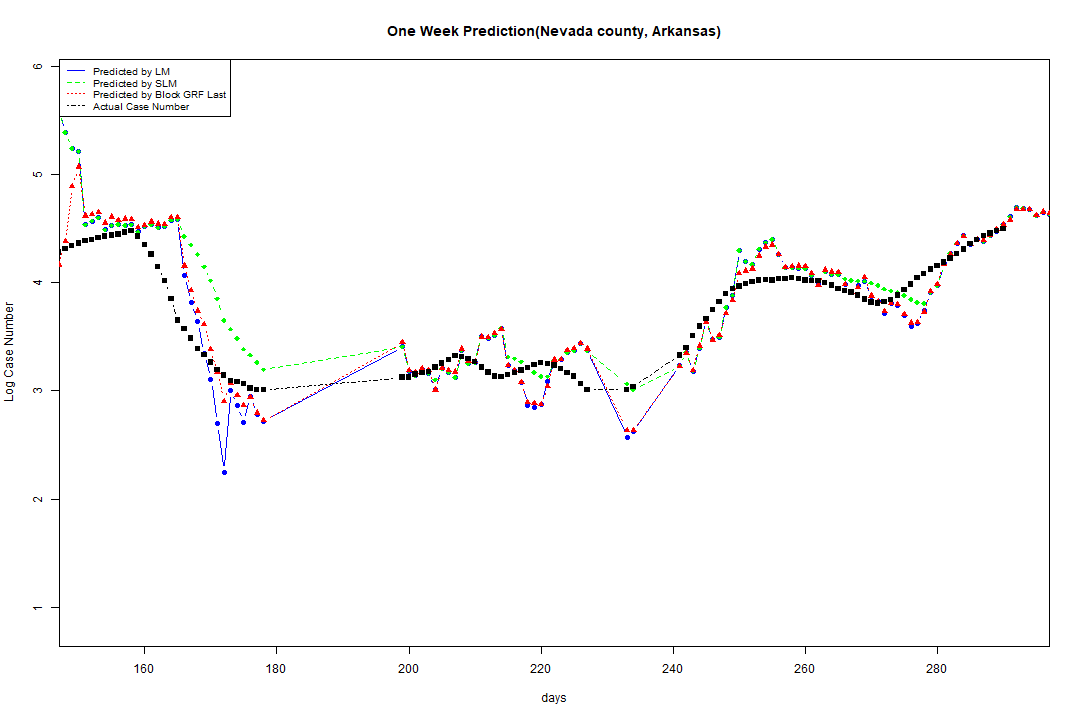 One Week Prediction(Nevada county, Arkansas)
Predicted by LM
Predicted by SLM
Predicted by Block GRF Last
Actual Case Number
6
5
4
3
2
1
Log Case Number
160
180
200
220
240
260
280
days